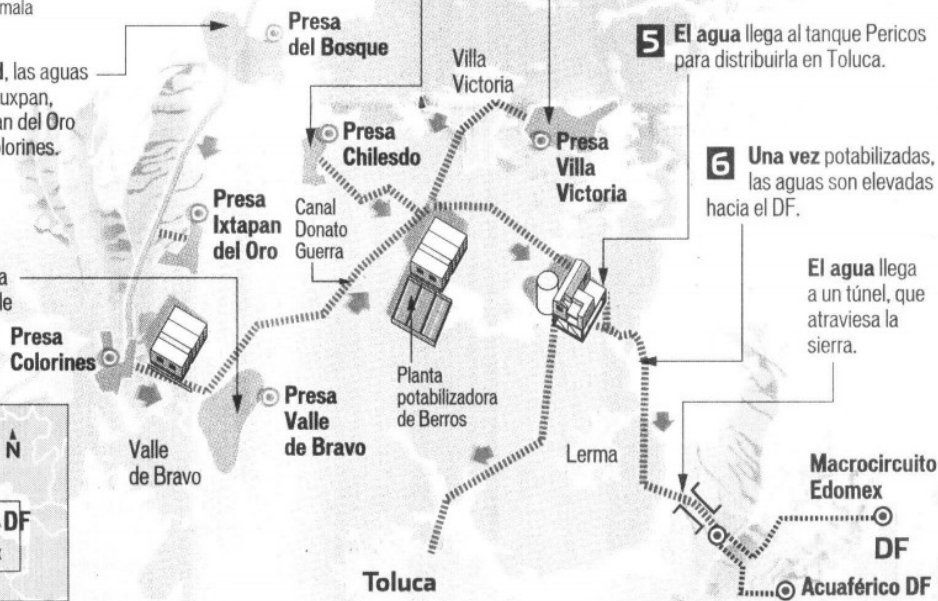 Presa
del Bosque
las aguas
del Oro
Villa
Victoria
5 El agua llega al tanque Pericos
para distribuirla en Toluca.
Presa
Chilesdo
Presa
Villa
Victoria
6 Una vez potabilizadas,
las aguas son elevadas
hacia el DF.
Presa
Ixtapan
del Oro
Canal
Donato
Guerra
El agua llega
a un túnel, que
atraviesa la
sierra.
Presa
Colorines
Planta
potabilizadora
de Berros
Presa
Valle
de Bravo
Valle
de Bravo
N
DF
Lerma
Macrocircuito
Edomex
DF
Toluca
Acuaférico DF